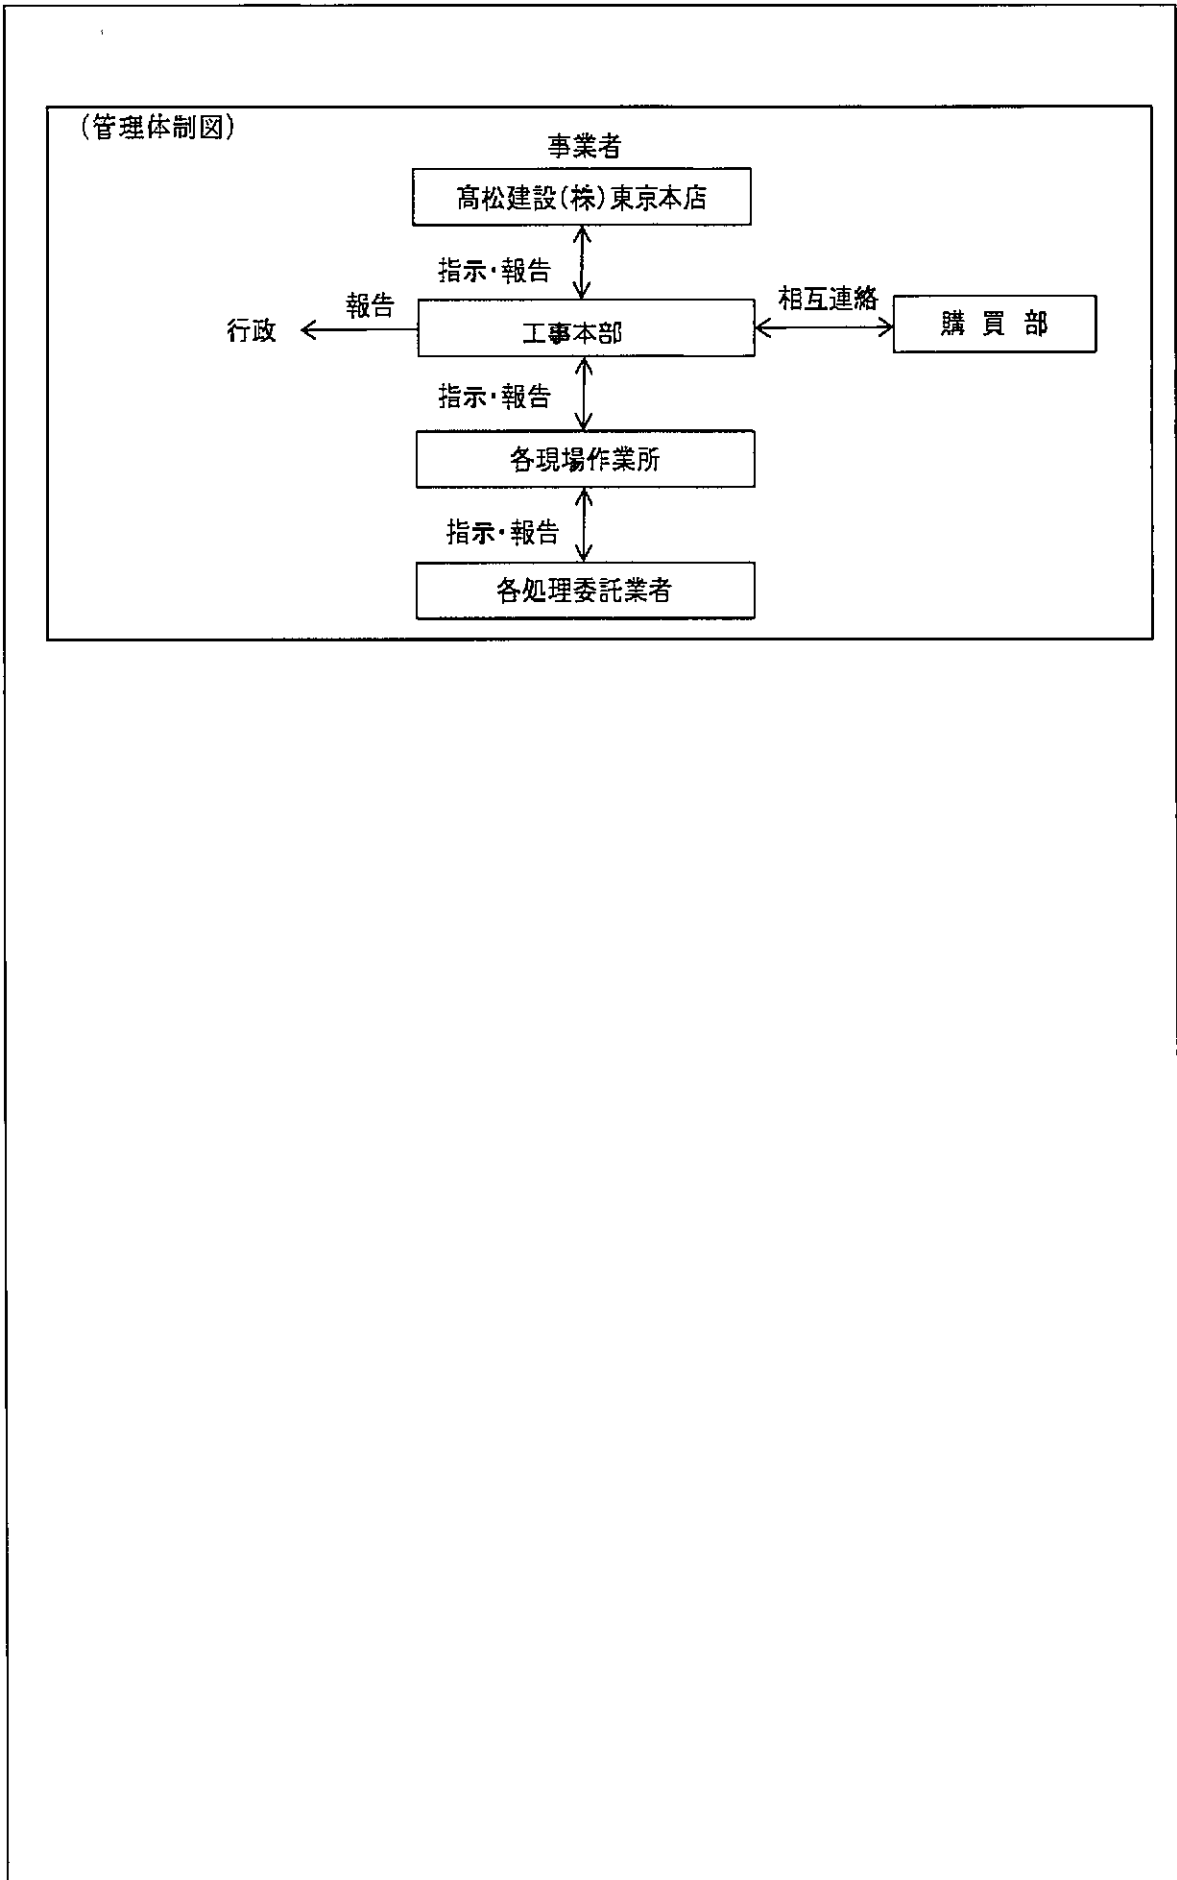 (管理体制図)
事業者
髙松建設(株)東京本店
指示・報告
行政
報告
工事本部
相互連絡
購買部
指示・報告
各現場作業所
指示・報告
各処理委託業者